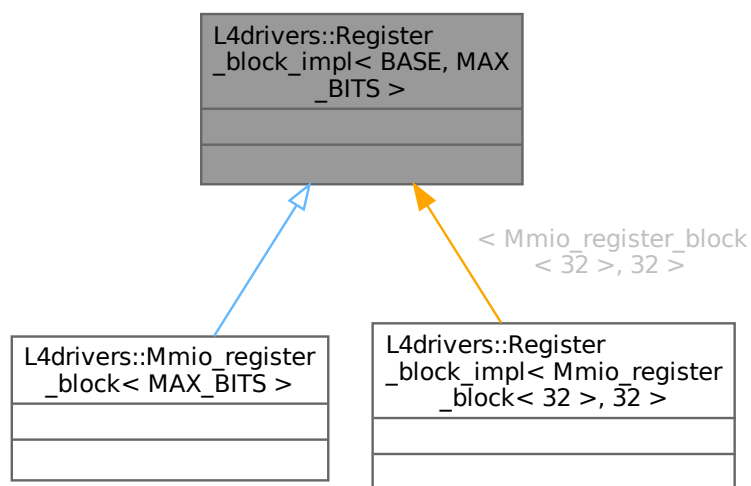 L4drivers::Register
_block_impl< BASE, MAX
_BITS >
< Mmio_register_block
< 32 >, 32 >
L4drivers::Mmio_register
_block< MAX_BITS >
L4drivers::Register
_block_impl< Mmio_register
_block< 32 >, 32 >